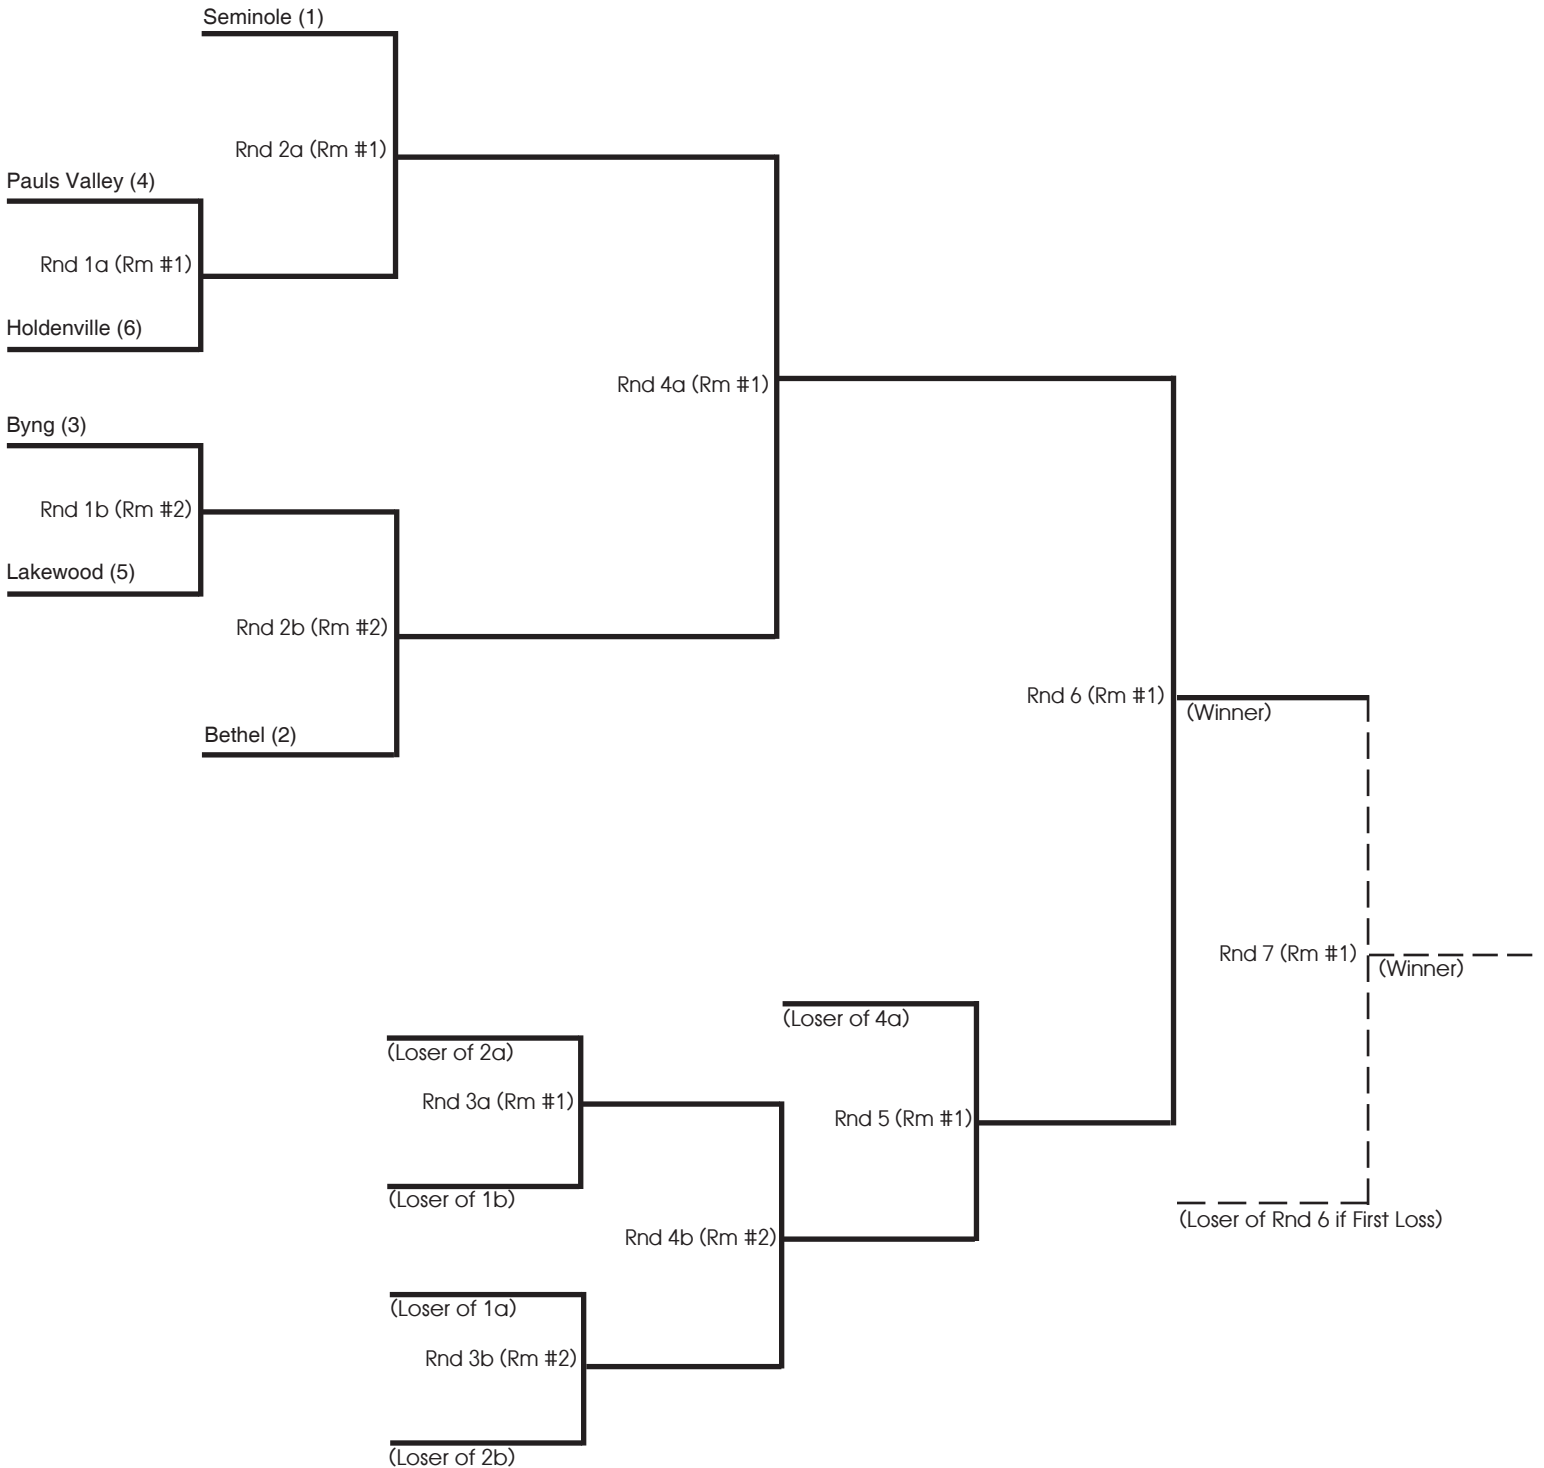 Seminole (1)
Rnd 2a (Rm #1)
Pauls Valley (4)
Rnd 1a (Rm #1)
Holdenville (6)
Rnd 4a (Rm #1)
Byng (3)
Rnd 1b (Rm #2)
Lakewood (5)
Rnd 2b (Rm #2)
Bethel (2)
Rnd 6 (Rm #1)
(Winner)
Rnd 7 (Rm #1)
(Winner)
(Loser of 4a)
(Loser of 2a)
Rnd 3a (Rm #1)
Rnd 5 (Rm #1)
(Loser of 1b)
(Loser of Rnd 6 if First Loss)
Rnd 4b (Rm #2)
(Loser of 1a)
Rnd 3b (Rm #2)
(Loser of 2b)